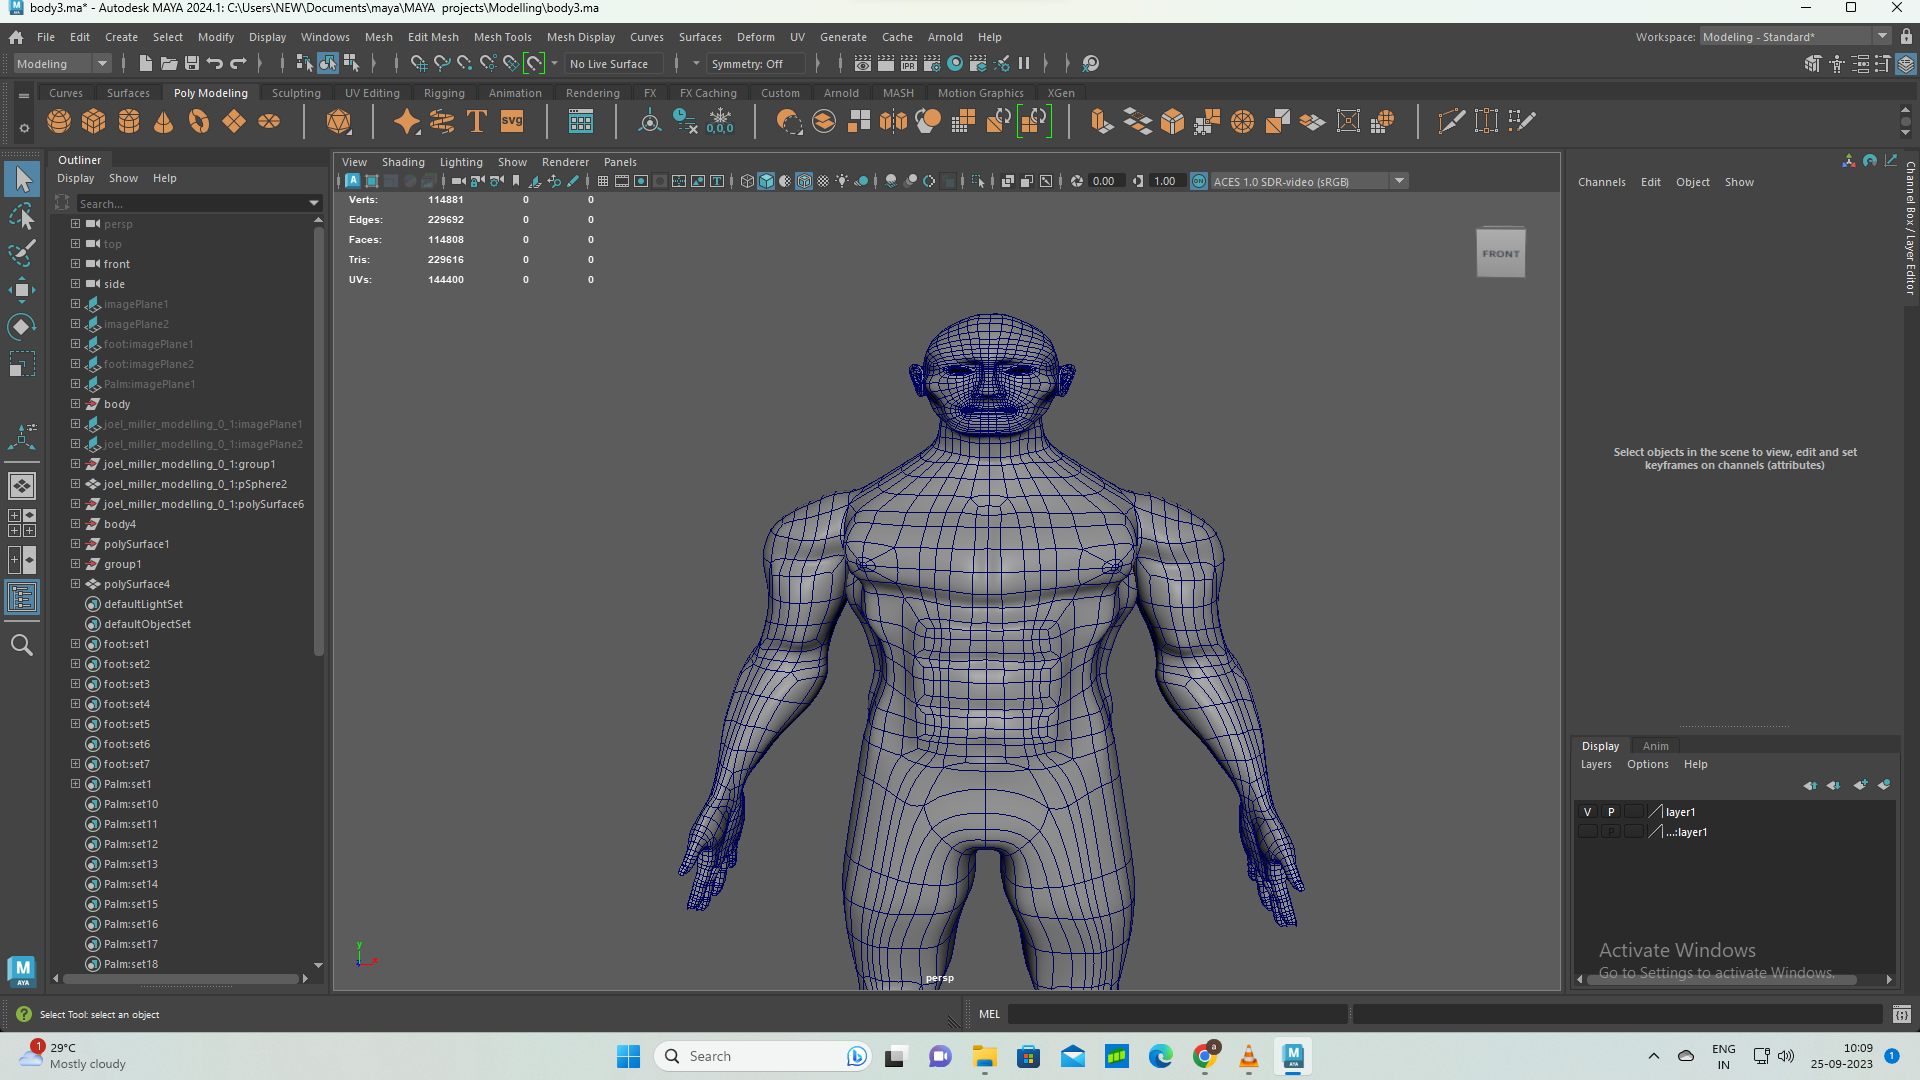 body3.ma* - Autodesk MAYA 2024.1: C:\Users\NEW\Documents\maya\MAYA projects\Modelling\body3.ma
File Edit Create Select Modify Display Windows Mesh Edit Mesh Mesh Tools Mesh Display Curves Surfaces Deform UV Generate Cache Arnold Help
Workspace: Modeling - Standard*
Modeling
No Live Surface
Symmetry: Off
Curves Surfaces Poly Modeling Sculpting UV Editing Rigging Animation Rendering FX FX Caching Custom Arnold MASH Motion Graphics XGen
Outliner
Display Show Help
Search...
persp
top
front
side
imagePlane1
imagePlane2
foot:imagePlane1
foot:imagePlane2
Palm:imagePlane1
body
joel_miller_modelling_0_1:imagePlane1
joel_miller_modelling_0_1:imagePlane2
joel_miller_modelling_0_1:group1
joel_miller_modelling_0_1:pSphere2
joel_miller_modelling_0_1:polySurface6
body4
polySurface1
group1
polySurface4
defaultLightSet
defaultObjectSet
foot:set1
foot:set2
foot:set3
foot:set4
foot:set5
foot:set6
foot:set7
Palm:set1
Palm:set10
Palm:set11
Palm:set12
Palm:set13
Palm:set14
Palm:set15
Palm:set16
Palm:set17
Palm:set18
View Shading Lighting Show Renderer Panels
0.00
1.00
ACES 1.0 SDR-video (sRGB)
Verts: 114881 0 0
Edges: 229692 0 0
Faces: 114808 0 0
Tris: 229616 0 0
UVs: 144400 0 0
FRONT
y
persp
Channels Edit Object Show
Channel Box / Layer Editor
Select objects in the scene to view, edit and set
keyframes on channels (attributes)
Display Anim
Layers Options Help
V P layer1
P ...:layer1
Activate Windows
Go to Settings to activate Windows.
Select Tool: select an object
MEL
29°C
Mostly cloudy
Search
ENG
IN
10:09
25-09-2023